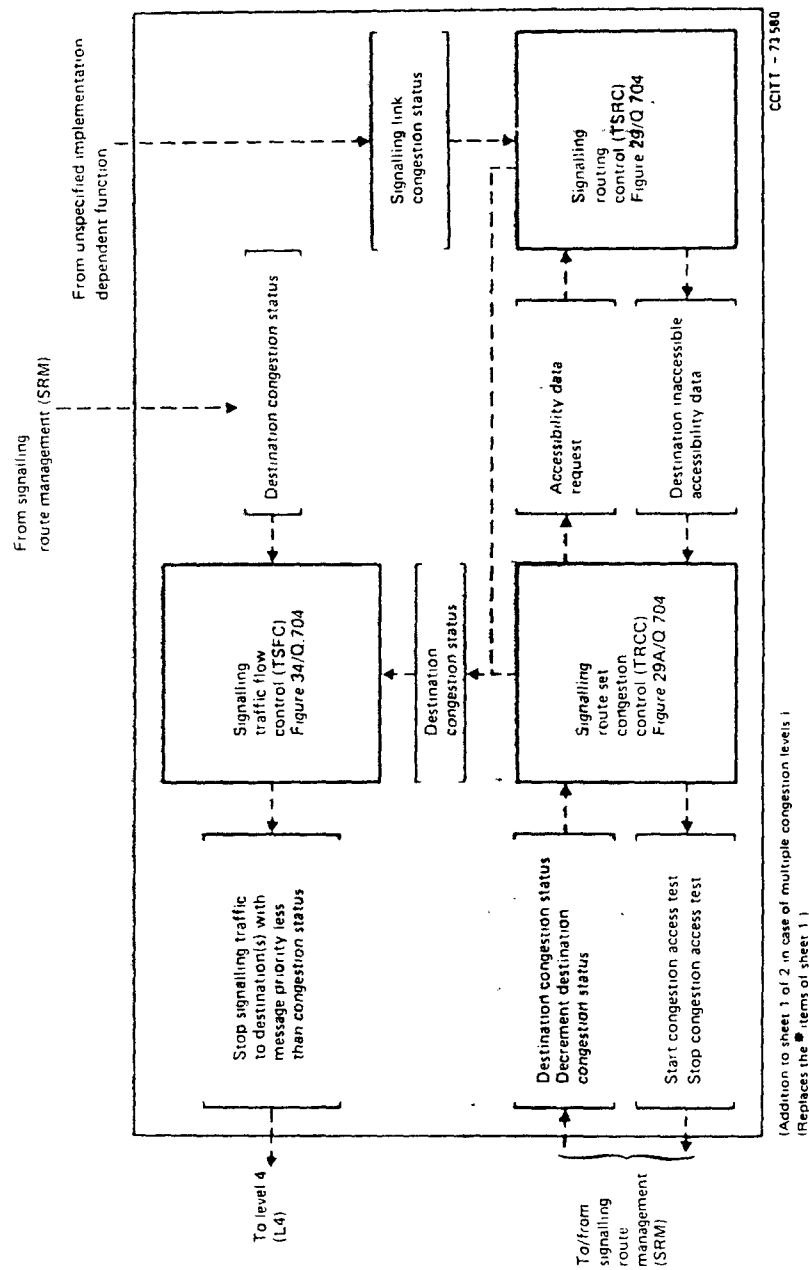 From signalling
route management (SRM)
From unspecified implementation
dependent function
To level 4
(L4)
Stop signalling traffic
to destination(s) with
message priority less
than congestion status
Signalling
traffic flow
control (TSFC)
Figure 34/Q.704
Destination congestion status
Signalling link
congestion status
Destination
congestion status
To/from
signalling
route
management
(SRM)
Destination congestion status
Decrement destination
congestion status
Start congestion access test
Stop congestion access test
Signalling
route set
congestion
control (TRCC)
Figure 29A/Q 704
Accessibility data
request
Destination inaccessible
accessibility data
Signalling
routing
control (TSRC)
Figure 29/Q 704
CCITT - 73 580
(Addition to sheet 1 of 2 in case of multiple congestion levels)
(Replaces the items of sheet 1)